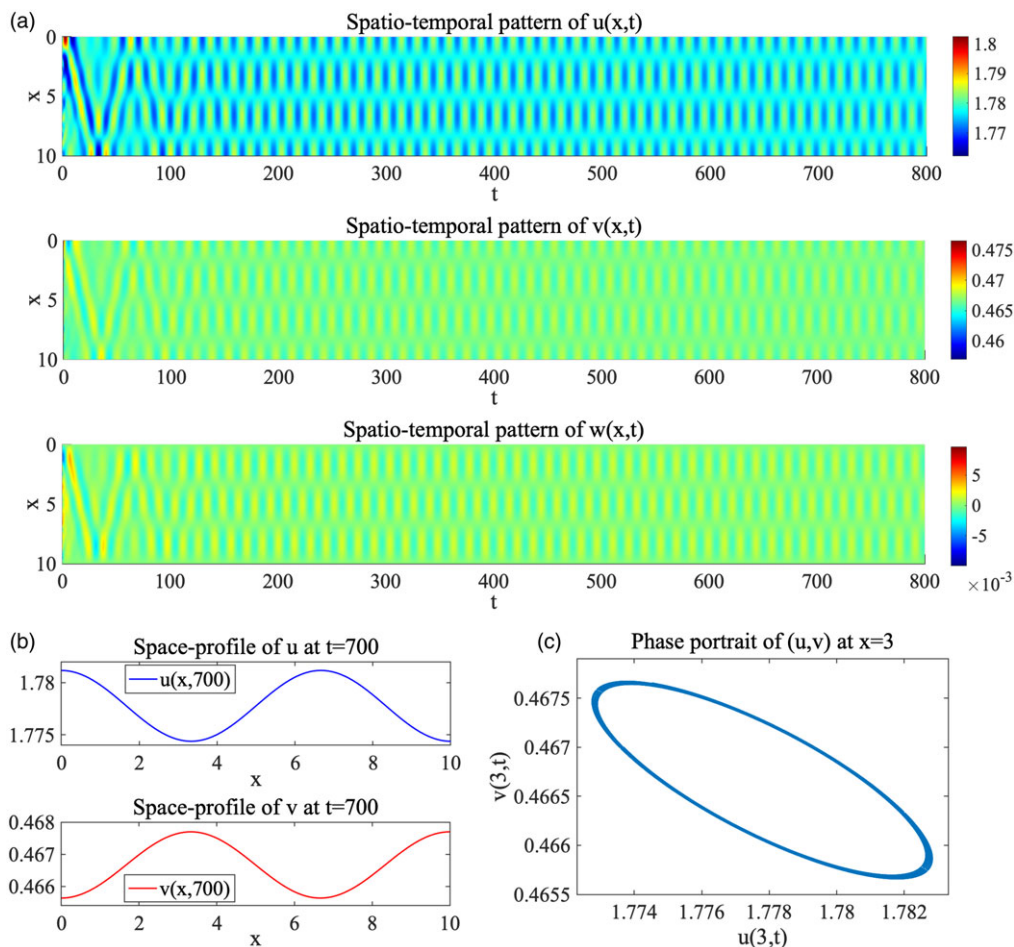 (a)
Spatio-temporal pattern of u(x,t)
0
5
10
x
0 100 200 300 400 500 600 700 800
t
1.8
1.79
1.78
1.77
Spatio-temporal pattern of v(x,t)
0
5
10
x
0 100 200 300 400 500 600 700 800
t
0.475
0.47
0.465
0.46
Spatio-temporal pattern of w(x,t)
0
5
10
x
0 100 200 300 400 500 600 700 800
t
5
0
-5
×10⁻³
(b)
Space-profile of u at t=700
u(x,700)
1.78
1.775
0 2 4 6 8 10
x
Space-profile of v at t=700
0.468
0.467
0.466
v(x,700)
0 2 4 6 8 10
x
(c)
Phase portrait of (u,v) at x=3
0.4675
0.467
0.4665
0.466
0.4655
v(3,t)
1.774 1.776 1.778 1.78 1.782
u(3,t)